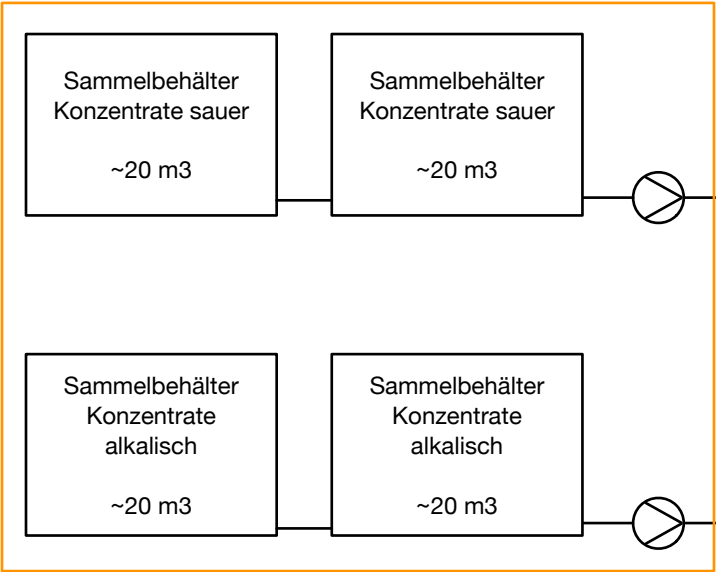 Sammelbehälter
Konzentrate sauer
~20 m3
Sammelbehälter
Konzentrate sauer
~20 m3
Sammelbehälter
Konzentrate
alkalisch
~20 m3
Sammelbehälter
Konzentrate
alkalisch
~20 m3